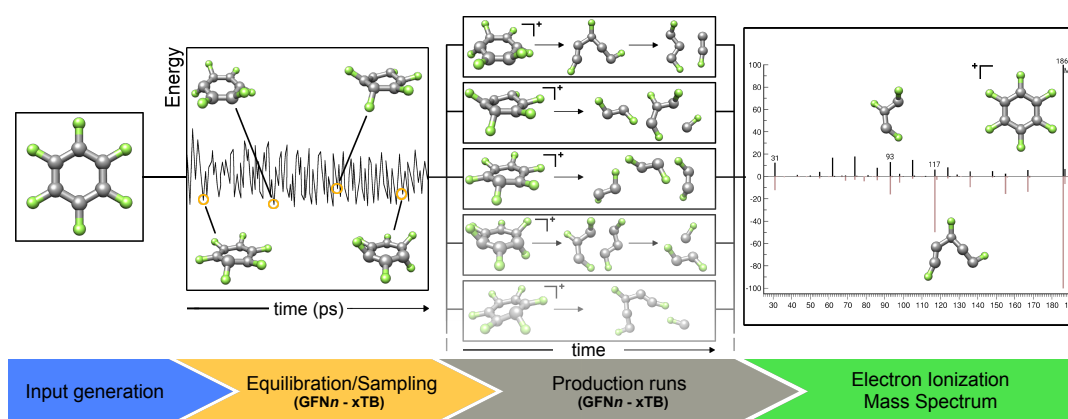 Energy
time (ps)
+
+
+
+
+
time
+
186
M
100
80
60
40
20
0
-20
-40
-60
-80
-100
31
93
117
30 40 50 60 70 80 90 100 110 120 130 140 150 160 170 180
Input generation
Equilibration/Sampling
(GFNn - xTB)
Production runs
(GFNn - xTB)
Electron Ionization
Mass Spectrum